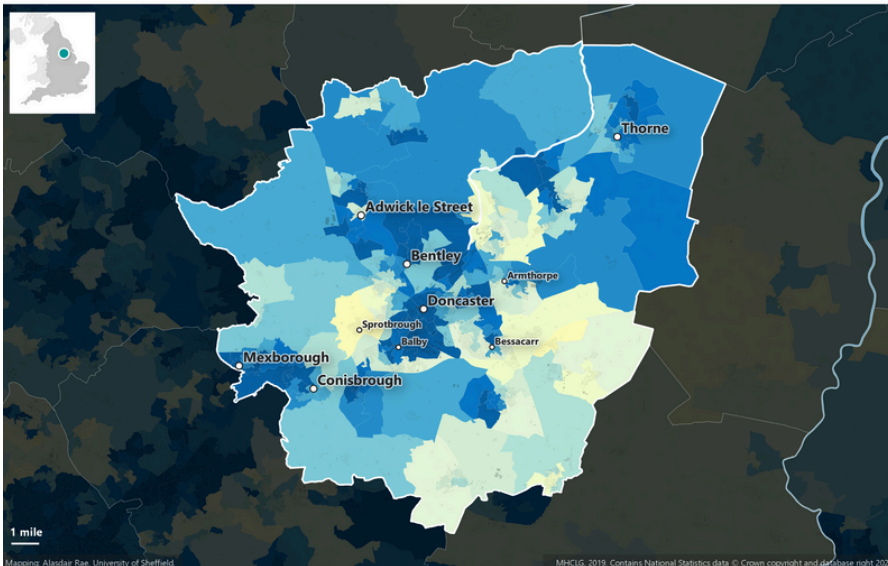 Thorne
Adwick le Street
Bentley
Armthorpe
Doncaster
Sprotbrough
Balby
Bessacarr
Mexborough
Conisbrough
1 mile
Mapping: Alasdair Rae, University of Sheffield.
MHCLG, 2019. Contains National Statistics data © Crown copyright and database right